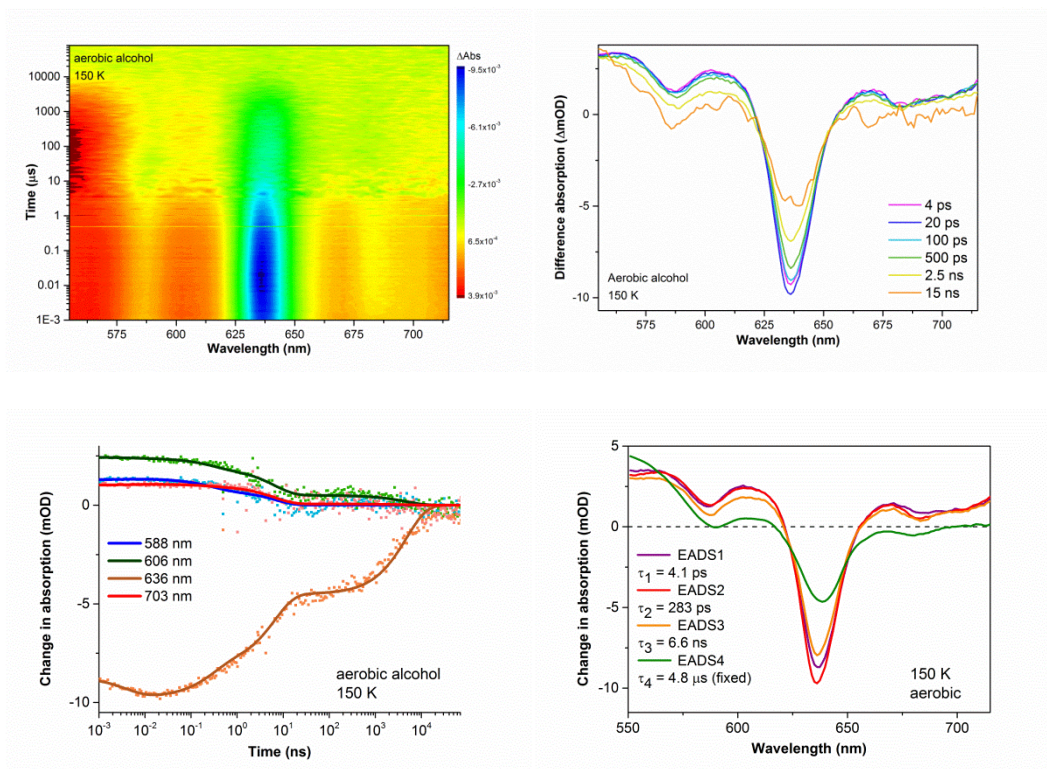 aerobic alcohol
150 K
10000
1000
100
10
1
0.1
0.01
1E-3
Time (µs)
575
600
625
650
675
700
Wavelength (nm)
ΔAbs
-9.5x10⁻³
-6.1x10⁻³
-2.7x10⁻³
6.5x10⁻⁴
3.9x10⁻³
0
-5
-10
Difference absorption (ΔmOD)
4 ps
20 ps
100 ps
500 ps
2.5 ns
15 ns
Aerobic alcohol
150 K
575
600
625
650
675
700
Wavelength (nm)
0
-5
-10
Change in absorption (mOD)
588 nm
606 nm
636 nm
703 nm
aerobic alcohol
150 K
10⁻³
10⁻²
10⁻¹
10⁰
10¹
10²
10³
10⁴
Time (ns)
5
0
-5
-10
Change in absorption (mOD)
EADS1
τ₁ = 4.1 ps
EADS2
τ₂ = 283 ps
EADS3
τ₃ = 6.6 ns
EADS4
τ₄ = 4.8 µs (fixed)
150 K
aerobic
550
600
650
700
Wavelength (nm)